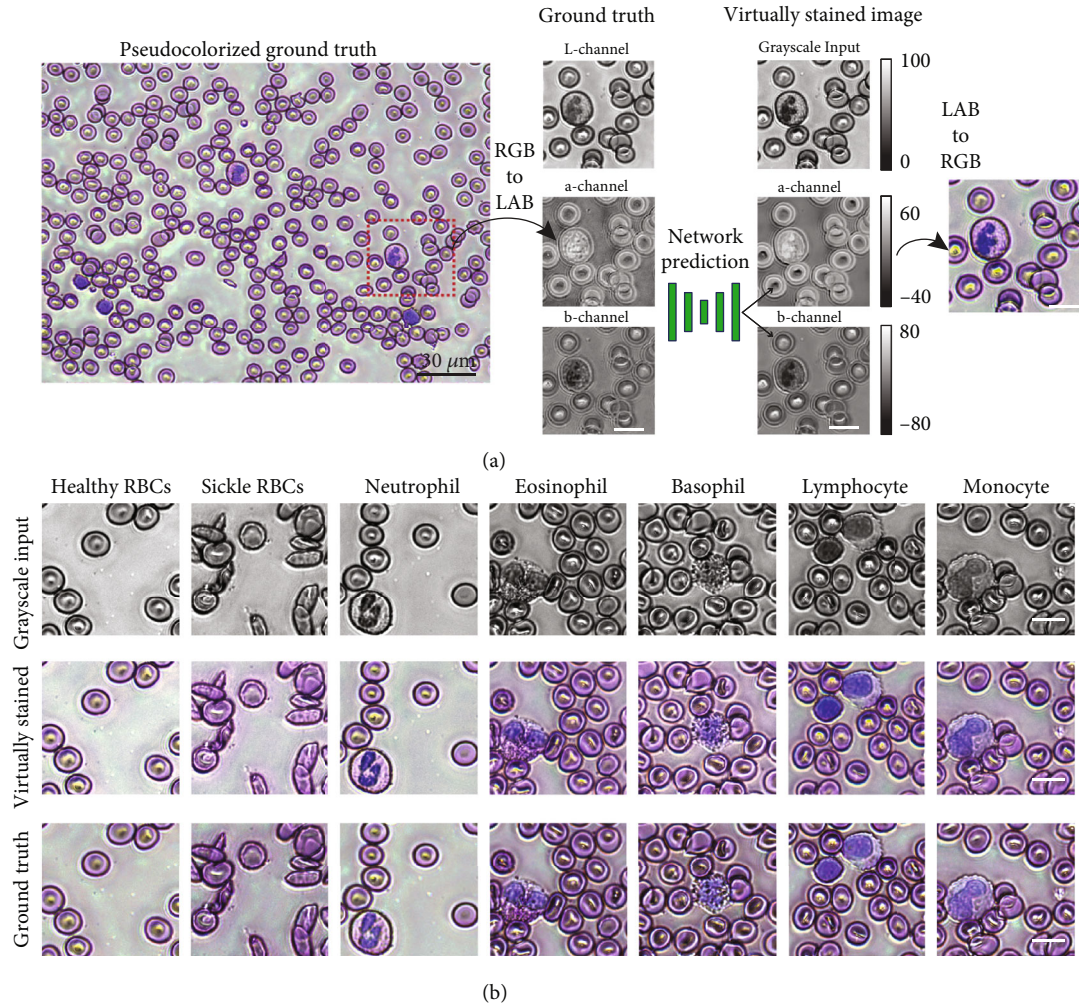 Ground truth
Virtually stained image
Pseudocolorized ground truth
L-channel
Grayscale Input
100
0
RGB
to
LAB
LAB
to
RGB
a-channel
a-channel
60
−40
Network
prediction
b-channel
b-channel
80
−80
30 μm
(a)
Healthy RBCs
Sickle RBCs
Neutrophil
Eosinophil
Basophil
Lymphocyte
Monocyte
Grayscale input
Virtually stained
Ground truth
(b)